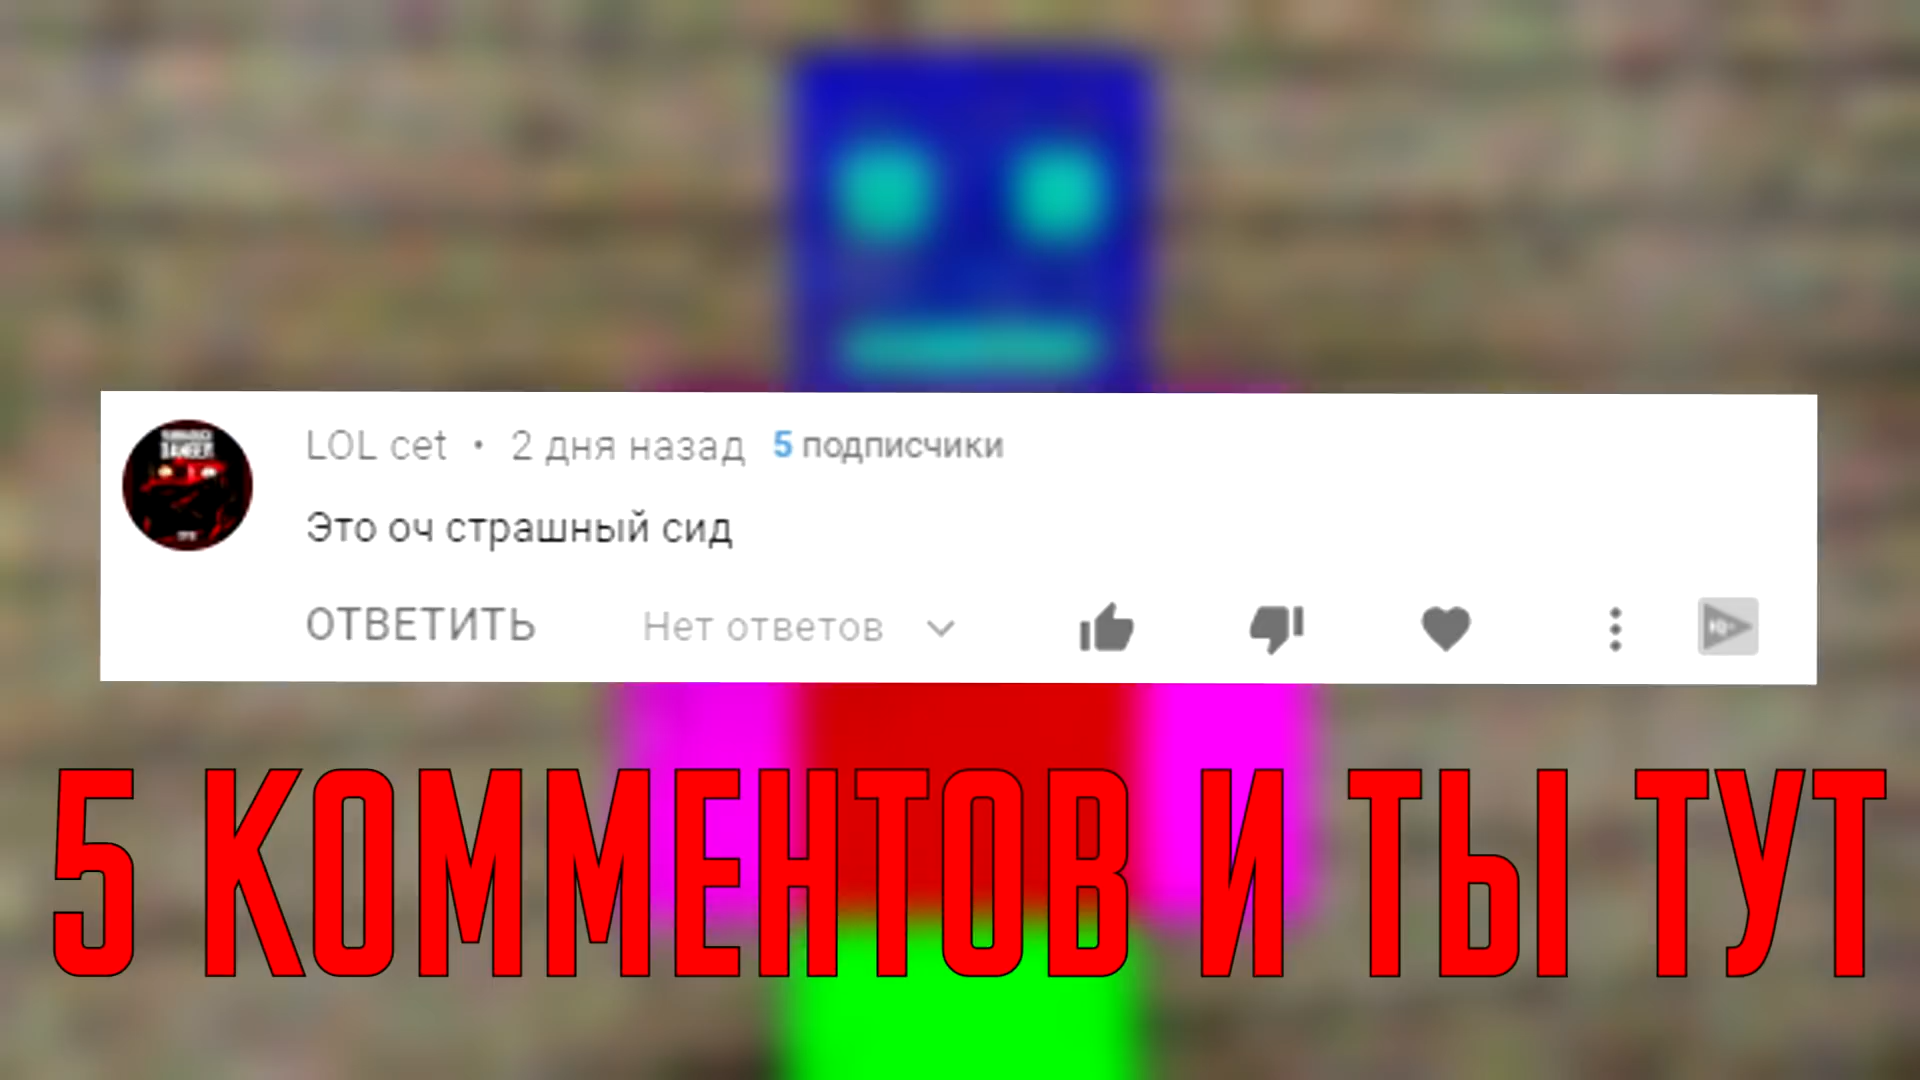 LOL cet • 2 дня назад 5 подписчики
Это оч страшный сид
ОТВЕТИТЬ Нет ответов
5 КОММЕНТОВ И ТЫ ТУТ